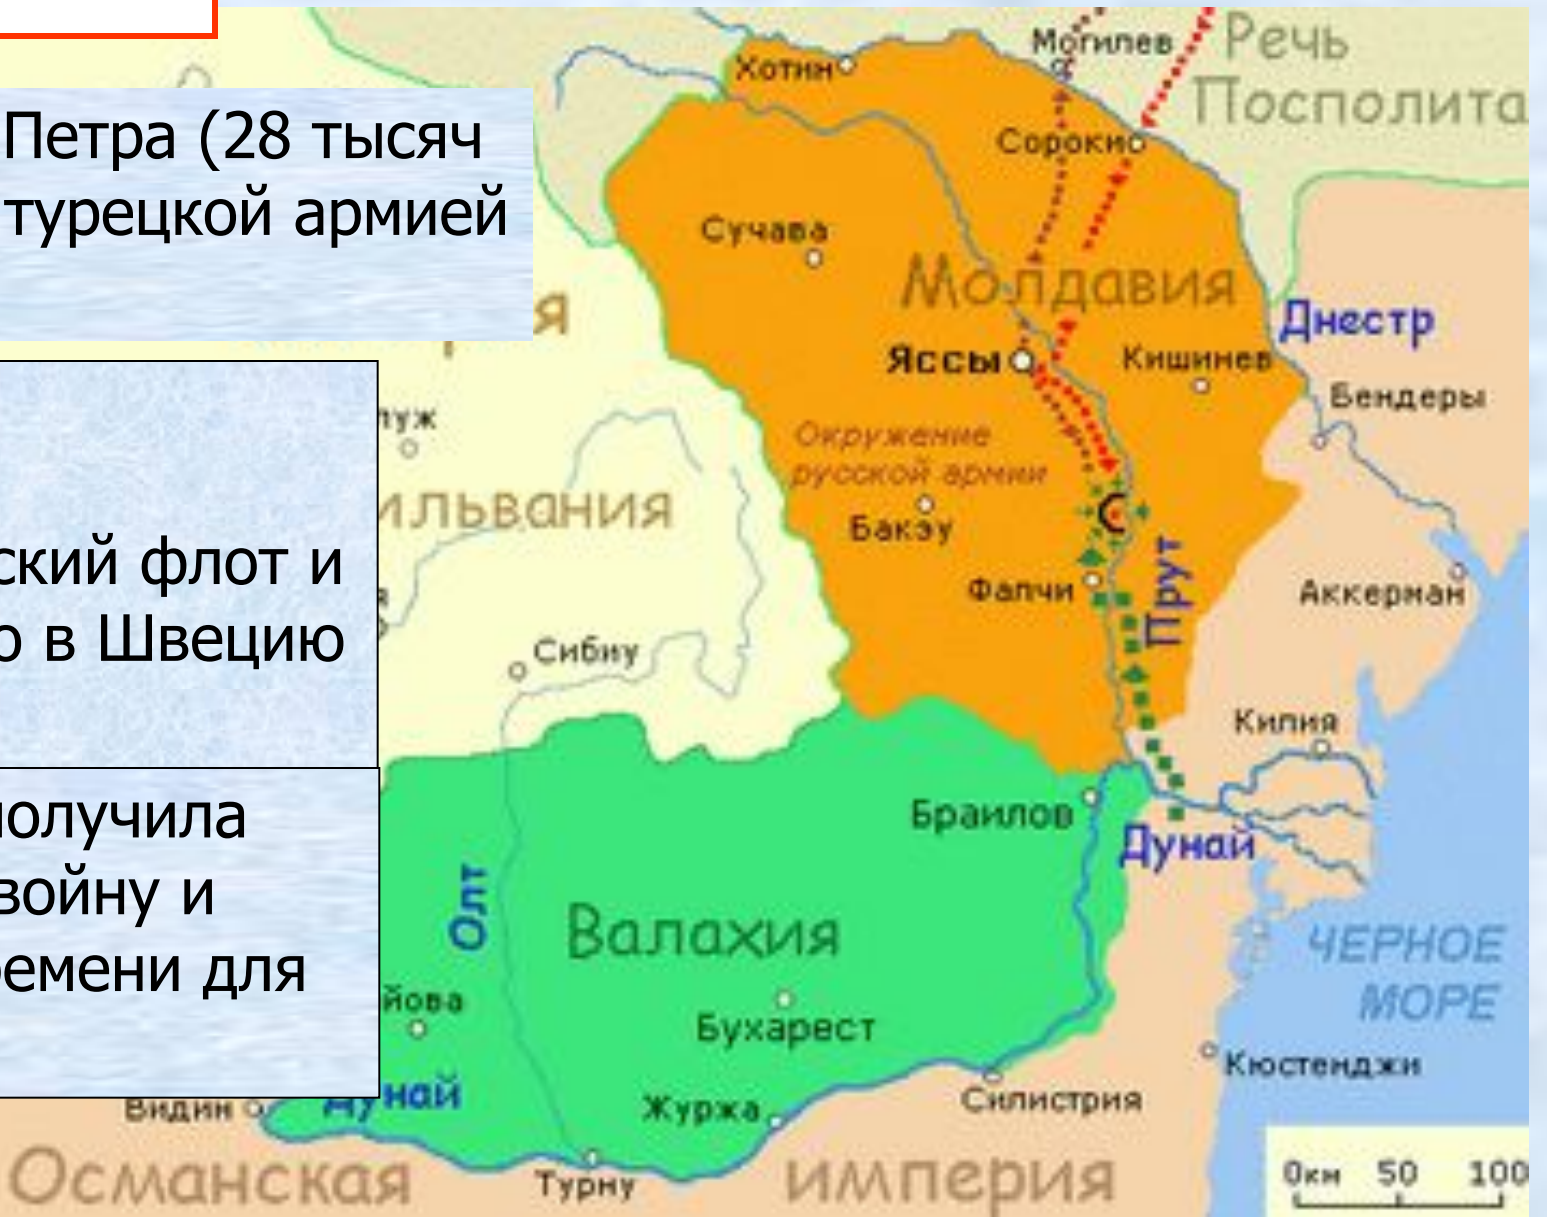 Петра (28 тысяч
турецкой армией
ский флот и
в Швецию
получила
войну и
для
Речь
Посполита
Могилев
Хотин
Сороки
Сучава
Молдавия
Днестр
Яссы
Кишинев
Бендеры
Окружение
русской армии
Бакэу
Фалчи
Прут
Аккерман
Сибиу
Килия
Браилов
Дунай
Олт
Валахия
ЧЕРНОЕ
МОРЕ
Бухарест
Кюстенджи
Видин
Дунай
Журжа
Силистрия
Османская
империя
Турну
0км 50 100